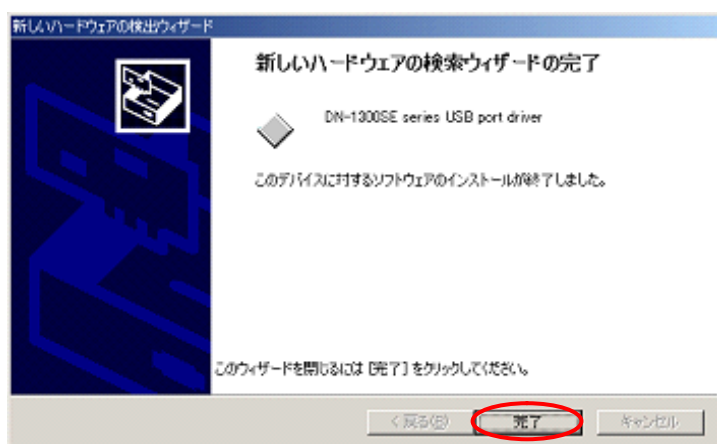 新しいハードウェアの検出ウィザード
新しいハードウェアの検索ウィザードの完了
DN-1300SE series USB port driver
このデバイスに対するソフトウェアのインストールが終了しました。
このウィザードを閉じるには [完了] をクリックしてください。
< 戻る(B) 完了 キャンセル